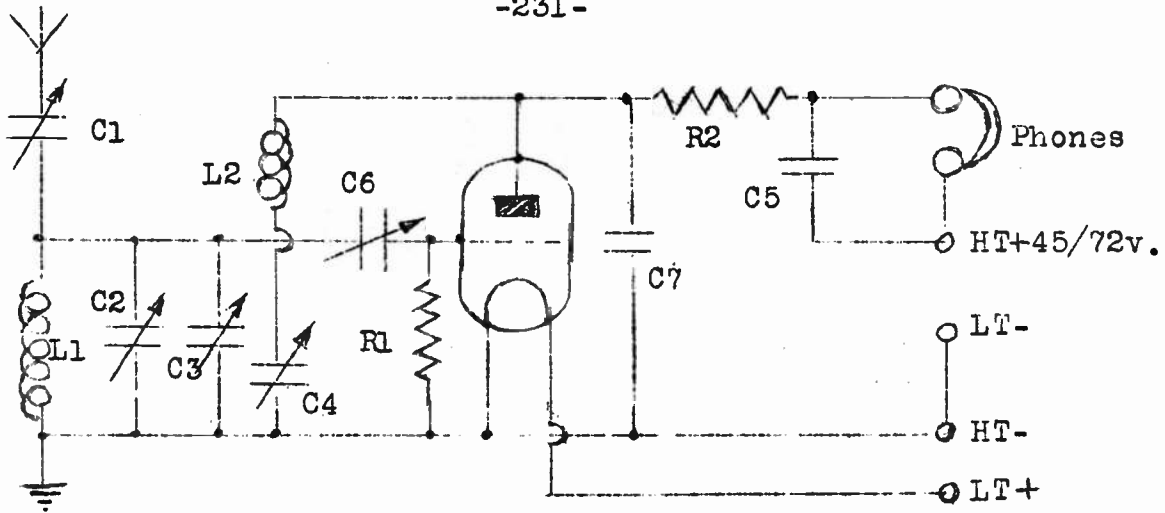 -231-
C1
R2
Phones
L2
C6
C5
HT+45/72v.
C7
C2
L1
C3
R1
C4
LT-
HT-
LT+